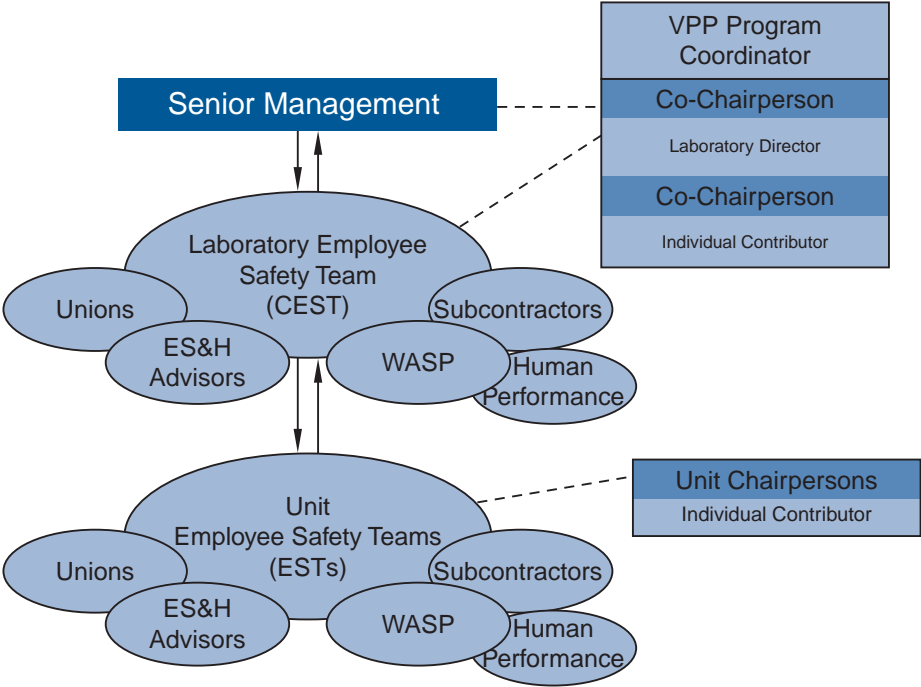 VPP Program
Coordinator
Senior Management
Co-Chairperson
Laboratory Director
Co-Chairperson
Individual Contributor
Laboratory Employee
Safety Team
(CEST)
Unions
Subcontractors
ES&H
Advisors
WASP
Human
Performance
Unit
Employee Safety Teams
(ESTs)
Unit Chairpersons
Individual Contributor
Unions
Subcontractors
ES&H
Advisors
WASP
Human
Performance